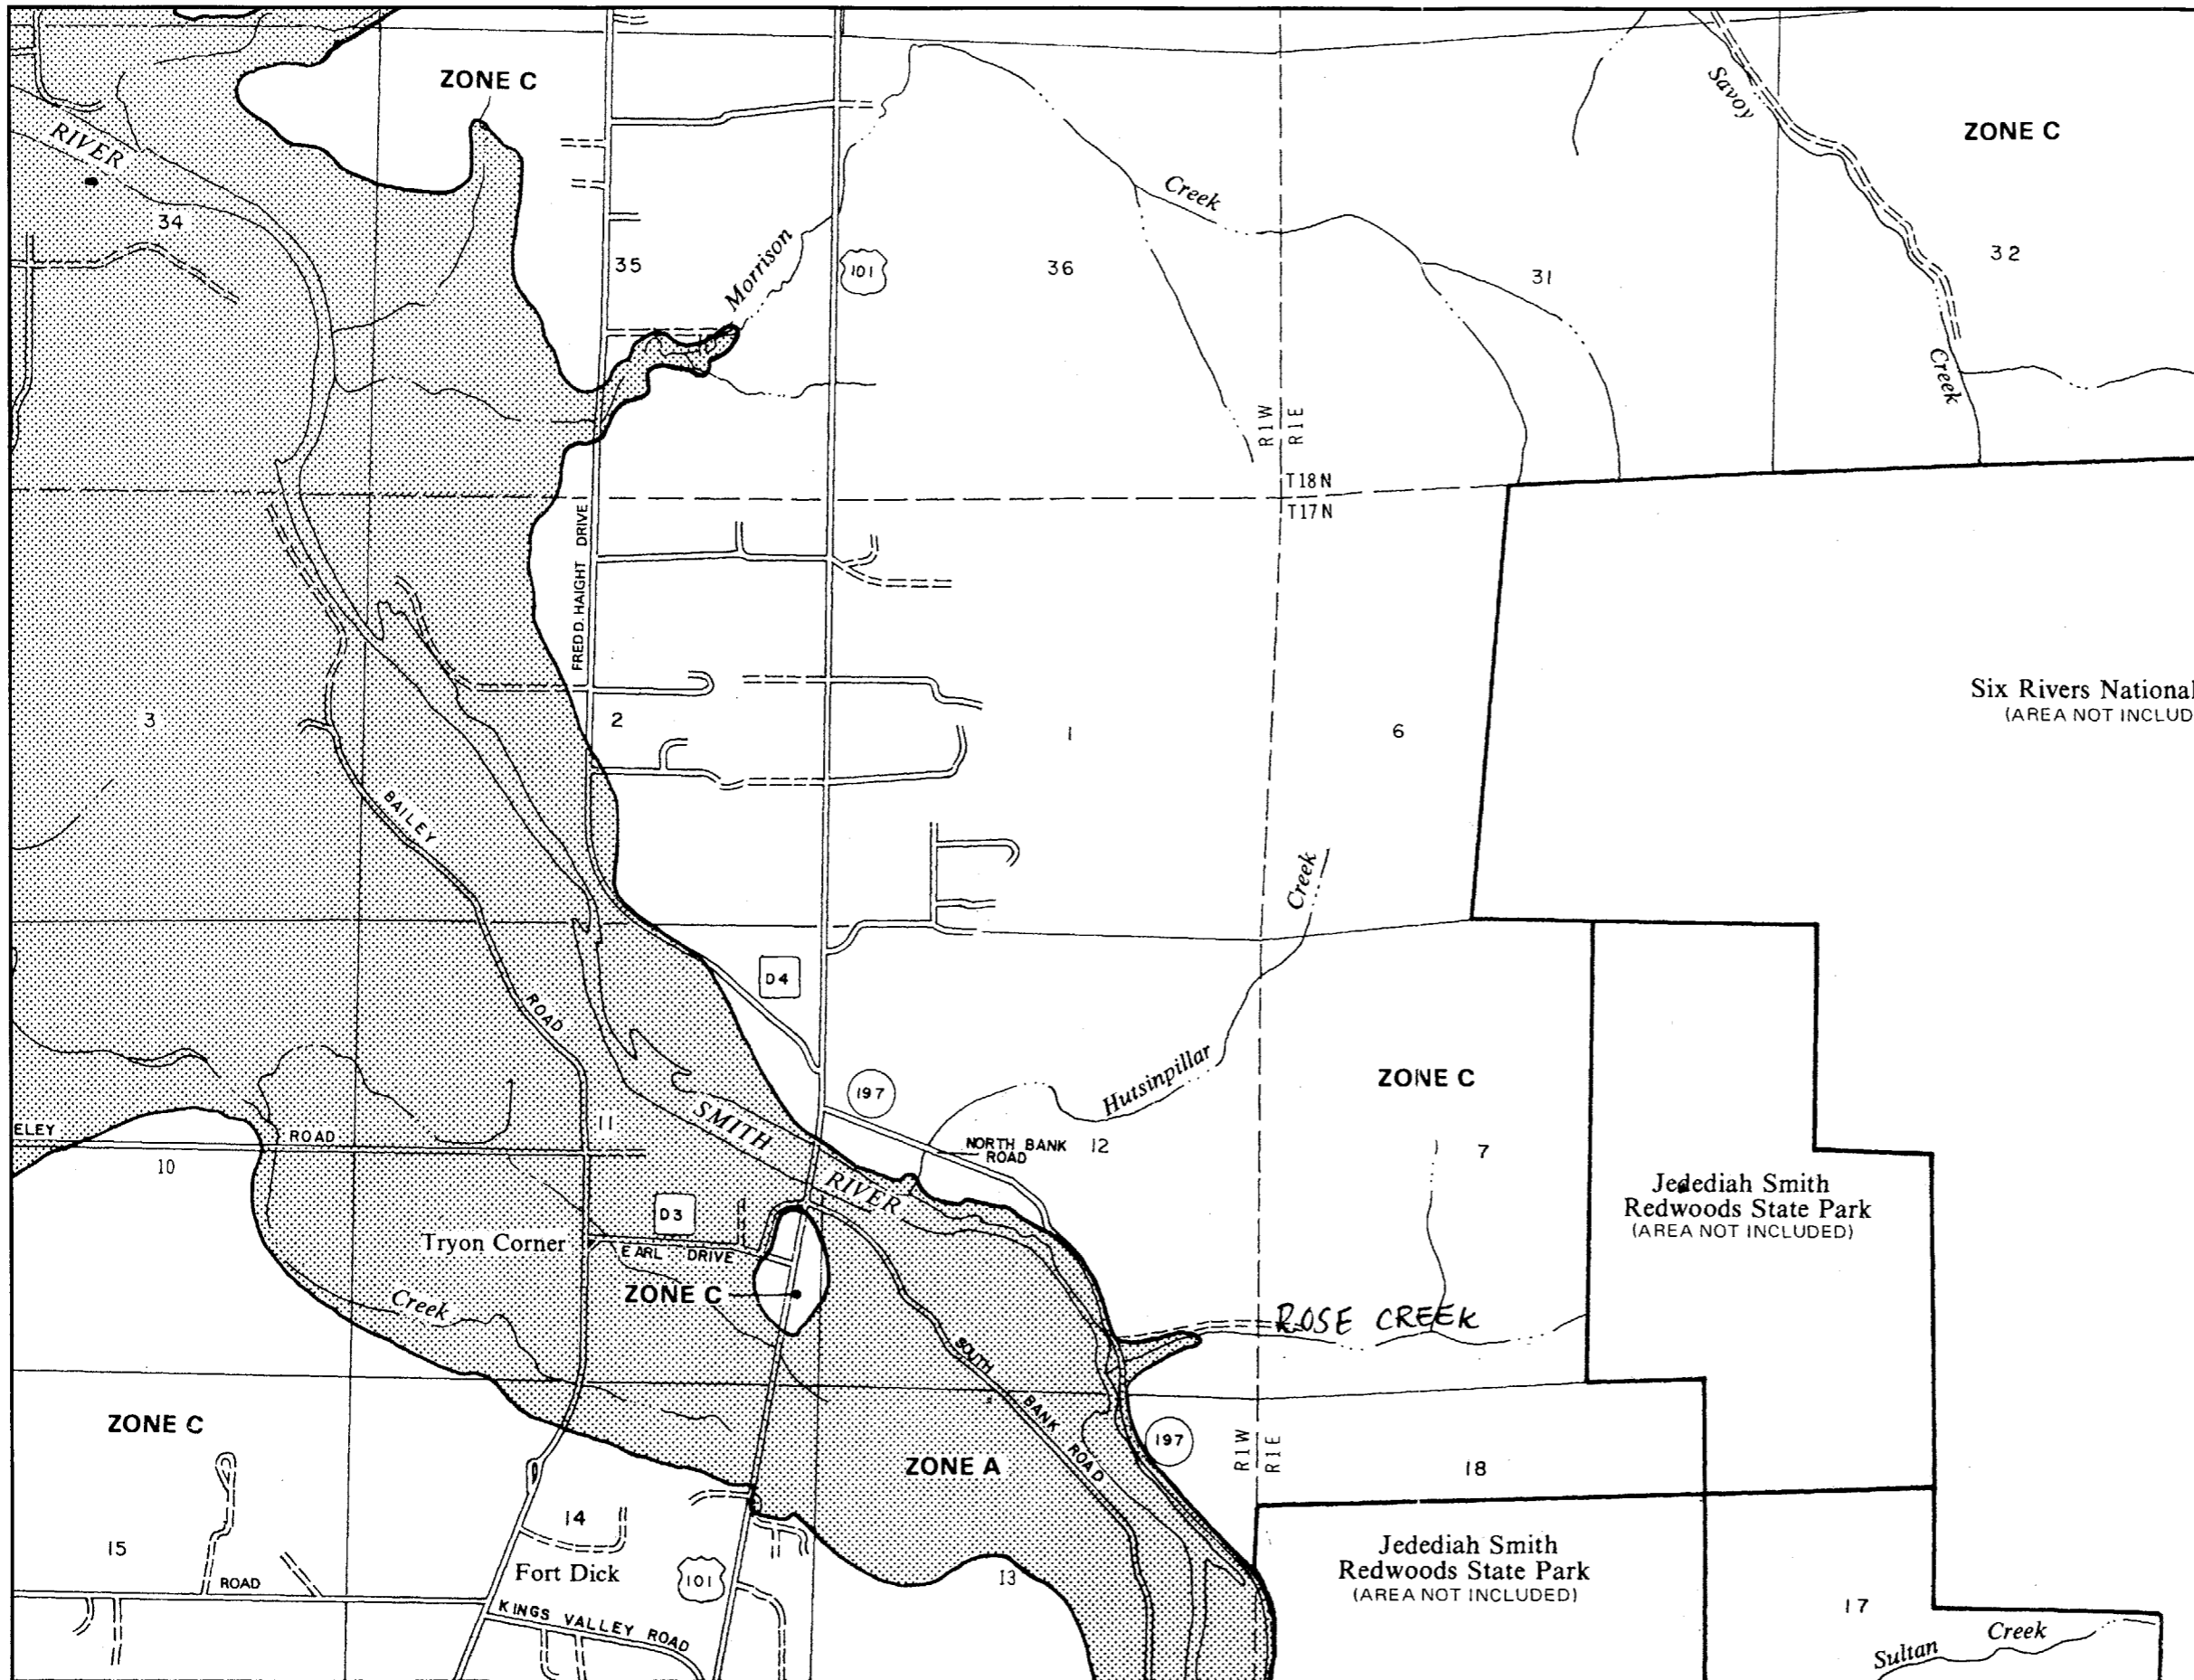 ZONE C
Savoy
ZONE C
RIVER
34
Creek
35
Morrison
101
36
31
32
Creek
R1W
R1E
T18N
T17N
FRED D. HAIGHT DRIVE
Six Rivers National
(AREA NOT INCLUD
3
2
1
6
BAILEY
Creek
D4
ROAD
Hutsinpillar
ZONE C
197
SMITH
11
ELEY
ROAD
NORTH BANK
ROAD
12
7
10
RIVER
Jedediah Smith
Redwoods State Park
(AREA NOT INCLUDED)
D3
Tryon Corner
EARL DRIVE
ZONE C
Creek
ROSE CREEK
SOUTH
BANK
ROAD
ZONE C
197
R1W
R1E
ZONE A
18
14
15
Jedediah Smith
Redwoods State Park
(AREA NOT INCLUDED)
Fort Dick
101
13
ROAD
KINGS VALLEY ROAD
17
Sultan
Creek